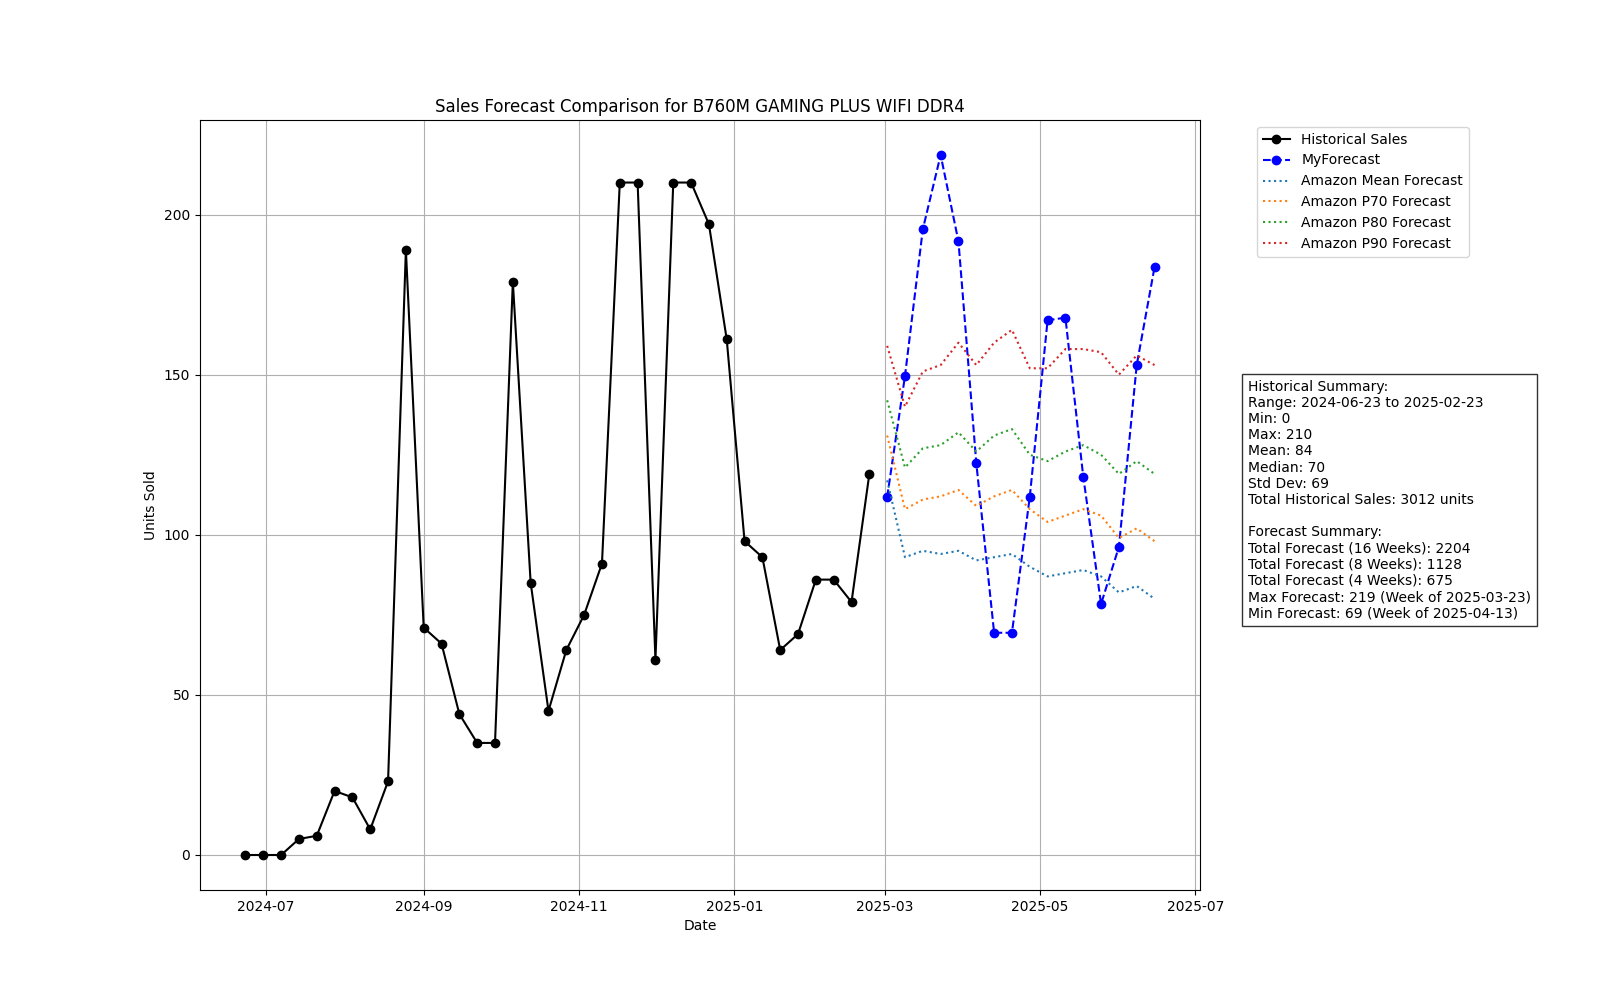 Sales Forecast Comparison for B760M GAMING PLUS WIFI DDR4
Units Sold
200
150
100
50
0
2024-07
2024-09
2024-11
2025-01
2025-03
2025-05
2025-07
Date
Historical Sales
MyForecast
Amazon Mean Forecast
Amazon P70 Forecast
Amazon P80 Forecast
Amazon P90 Forecast
Historical Summary:
Range: 2024-06-23 to 2025-02-23
Min: 0
Max: 210
Mean: 84
Median: 70
Std Dev: 69
Total Historical Sales: 3012 units
Forecast Summary:
Total Forecast (16 Weeks): 2204
Total Forecast (8 Weeks): 1128
Total Forecast (4 Weeks): 675
Max Forecast: 219 (Week of 2025-03-23)
Min Forecast: 69 (Week of 2025-04-13)